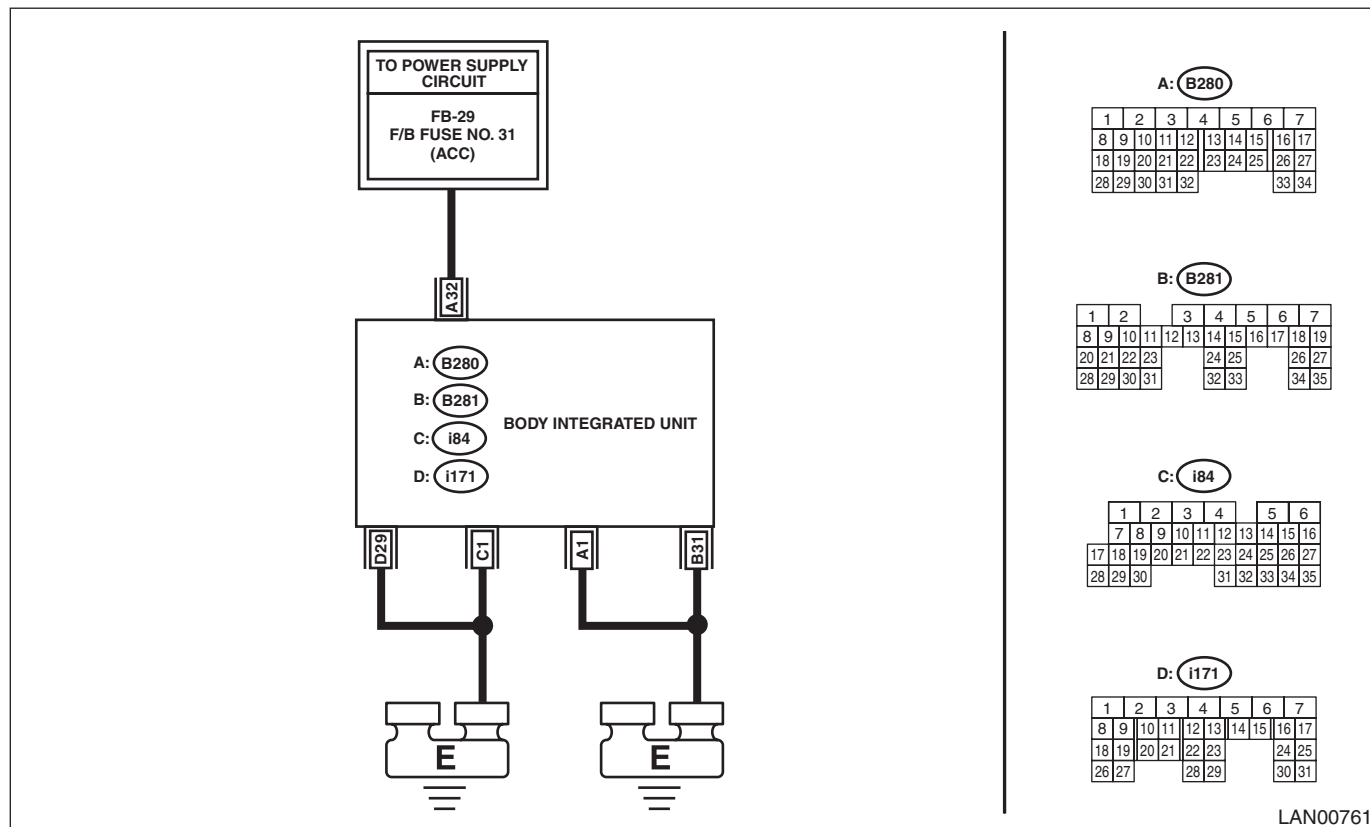 TO POWER SUPPLY
CIRCUIT
FB-29
F/B FUSE NO. 31
(ACC)
A32
A: B280
B: B281
C: i84
D: i171
BODY INTEGRATED UNIT
D29
C1
A1
B31
E
E
A: B280
1 2 3 4 5 6 7
8 9 10 11 12 13 14 15 16 17
18 19 20 21 22 23 24 25 26 27
28 29 30 31 32 33 34
B: B281
1 2 3 4 5 6 7
8 9 10 11 12 13 14 15 16 17 18 19
20 21 22 23 24 25 26 27
28 29 30 31 32 33 34 35
C: i84
1 2 3 4 5 6
7 8 9 10 11 12 13 14 15 16
17 18 19 20 21 22 23 24 25 26 27
28 29 30 31 32 33 34 35
D: i171
1 2 3 4 5 6 7
8 9 10 11 12 13 14 15 16 17
18 19 20 21 22 23 24 25
26 27 28 29 30 31
LAN00761